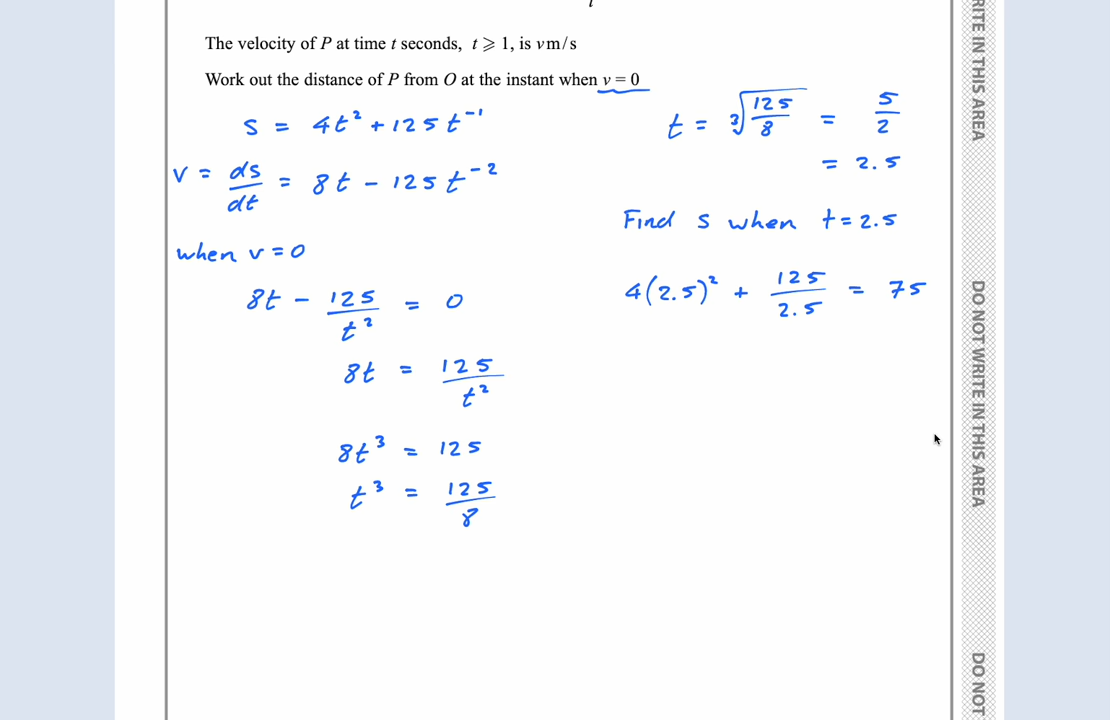 t
The velocity of P at time t seconds, t ⩾ 1, is v m/s
Work out the distance of P from O at the instant when v = 0
s = 4t² + 125t⁻¹
v = ds/dt = 8t − 125t⁻²
when v = 0
8t − 125/t² = 0
8t = 125/t²
8t³ = 125
t³ = 125/8
t = ∛(125/8) = 5/2
= 2.5
Find s when t = 2.5
4(2.5)² + 125/2.5 = 75
RITE IN THIS AREA
DO NOT WRITE IN THIS AREA
DO NOT